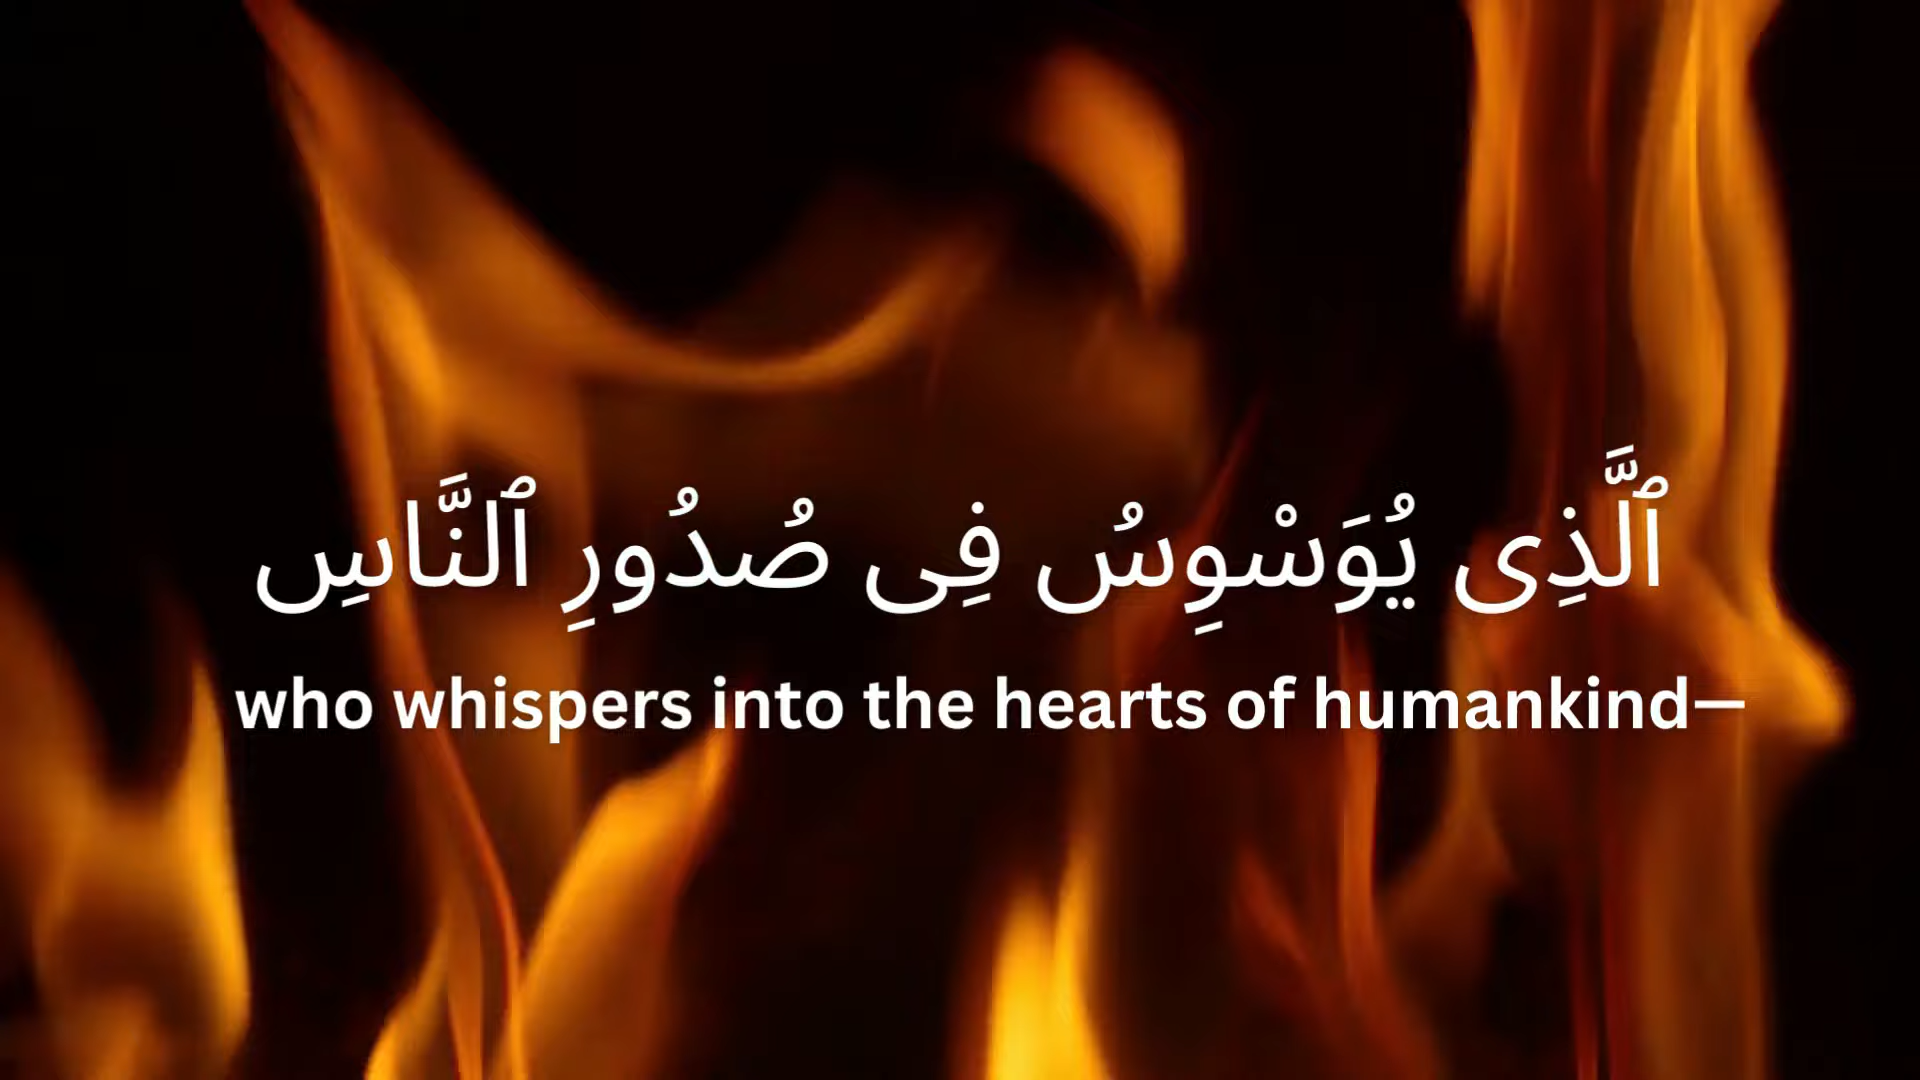 ٱلَّذِى يُوَسْوِسُ فِى صُدُورِ ٱلنَّاسِ
who whispers into the hearts of humankind—